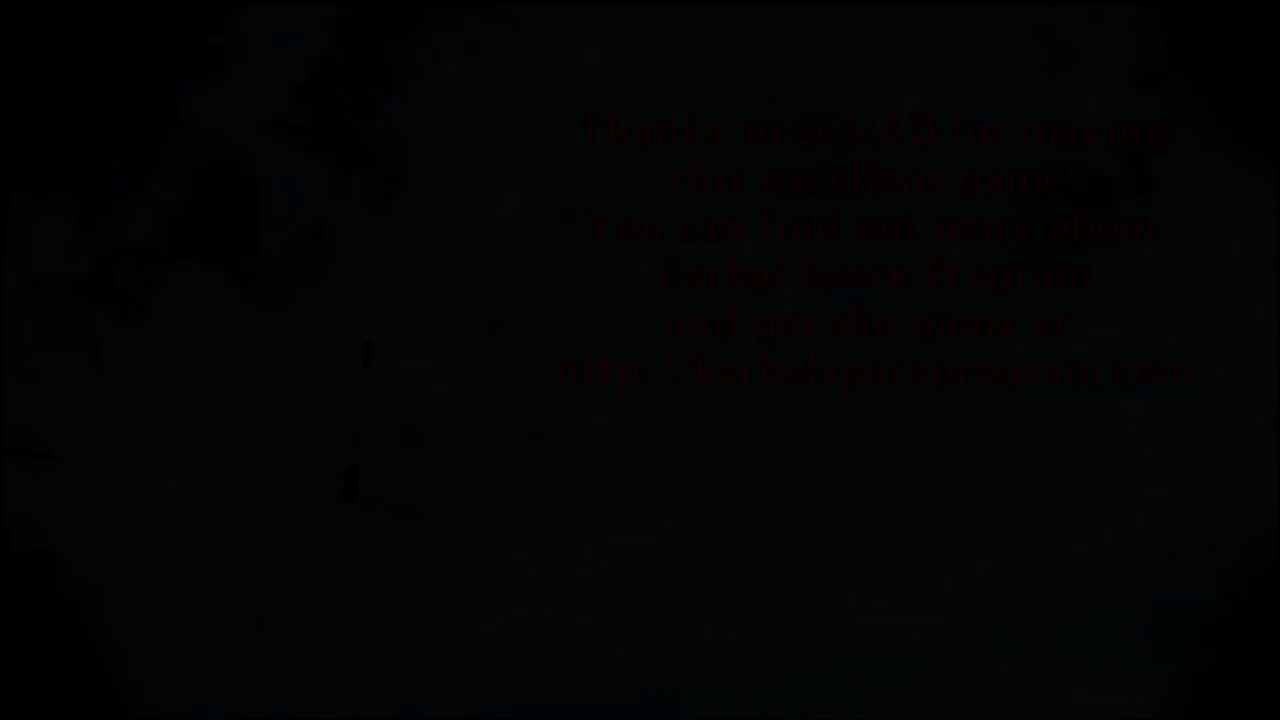 Thanks to SQUAD for making
this excellent game!
You can find out more about
Kerbal Space Program
and get the game at
https://kerbalspaceprogram.com